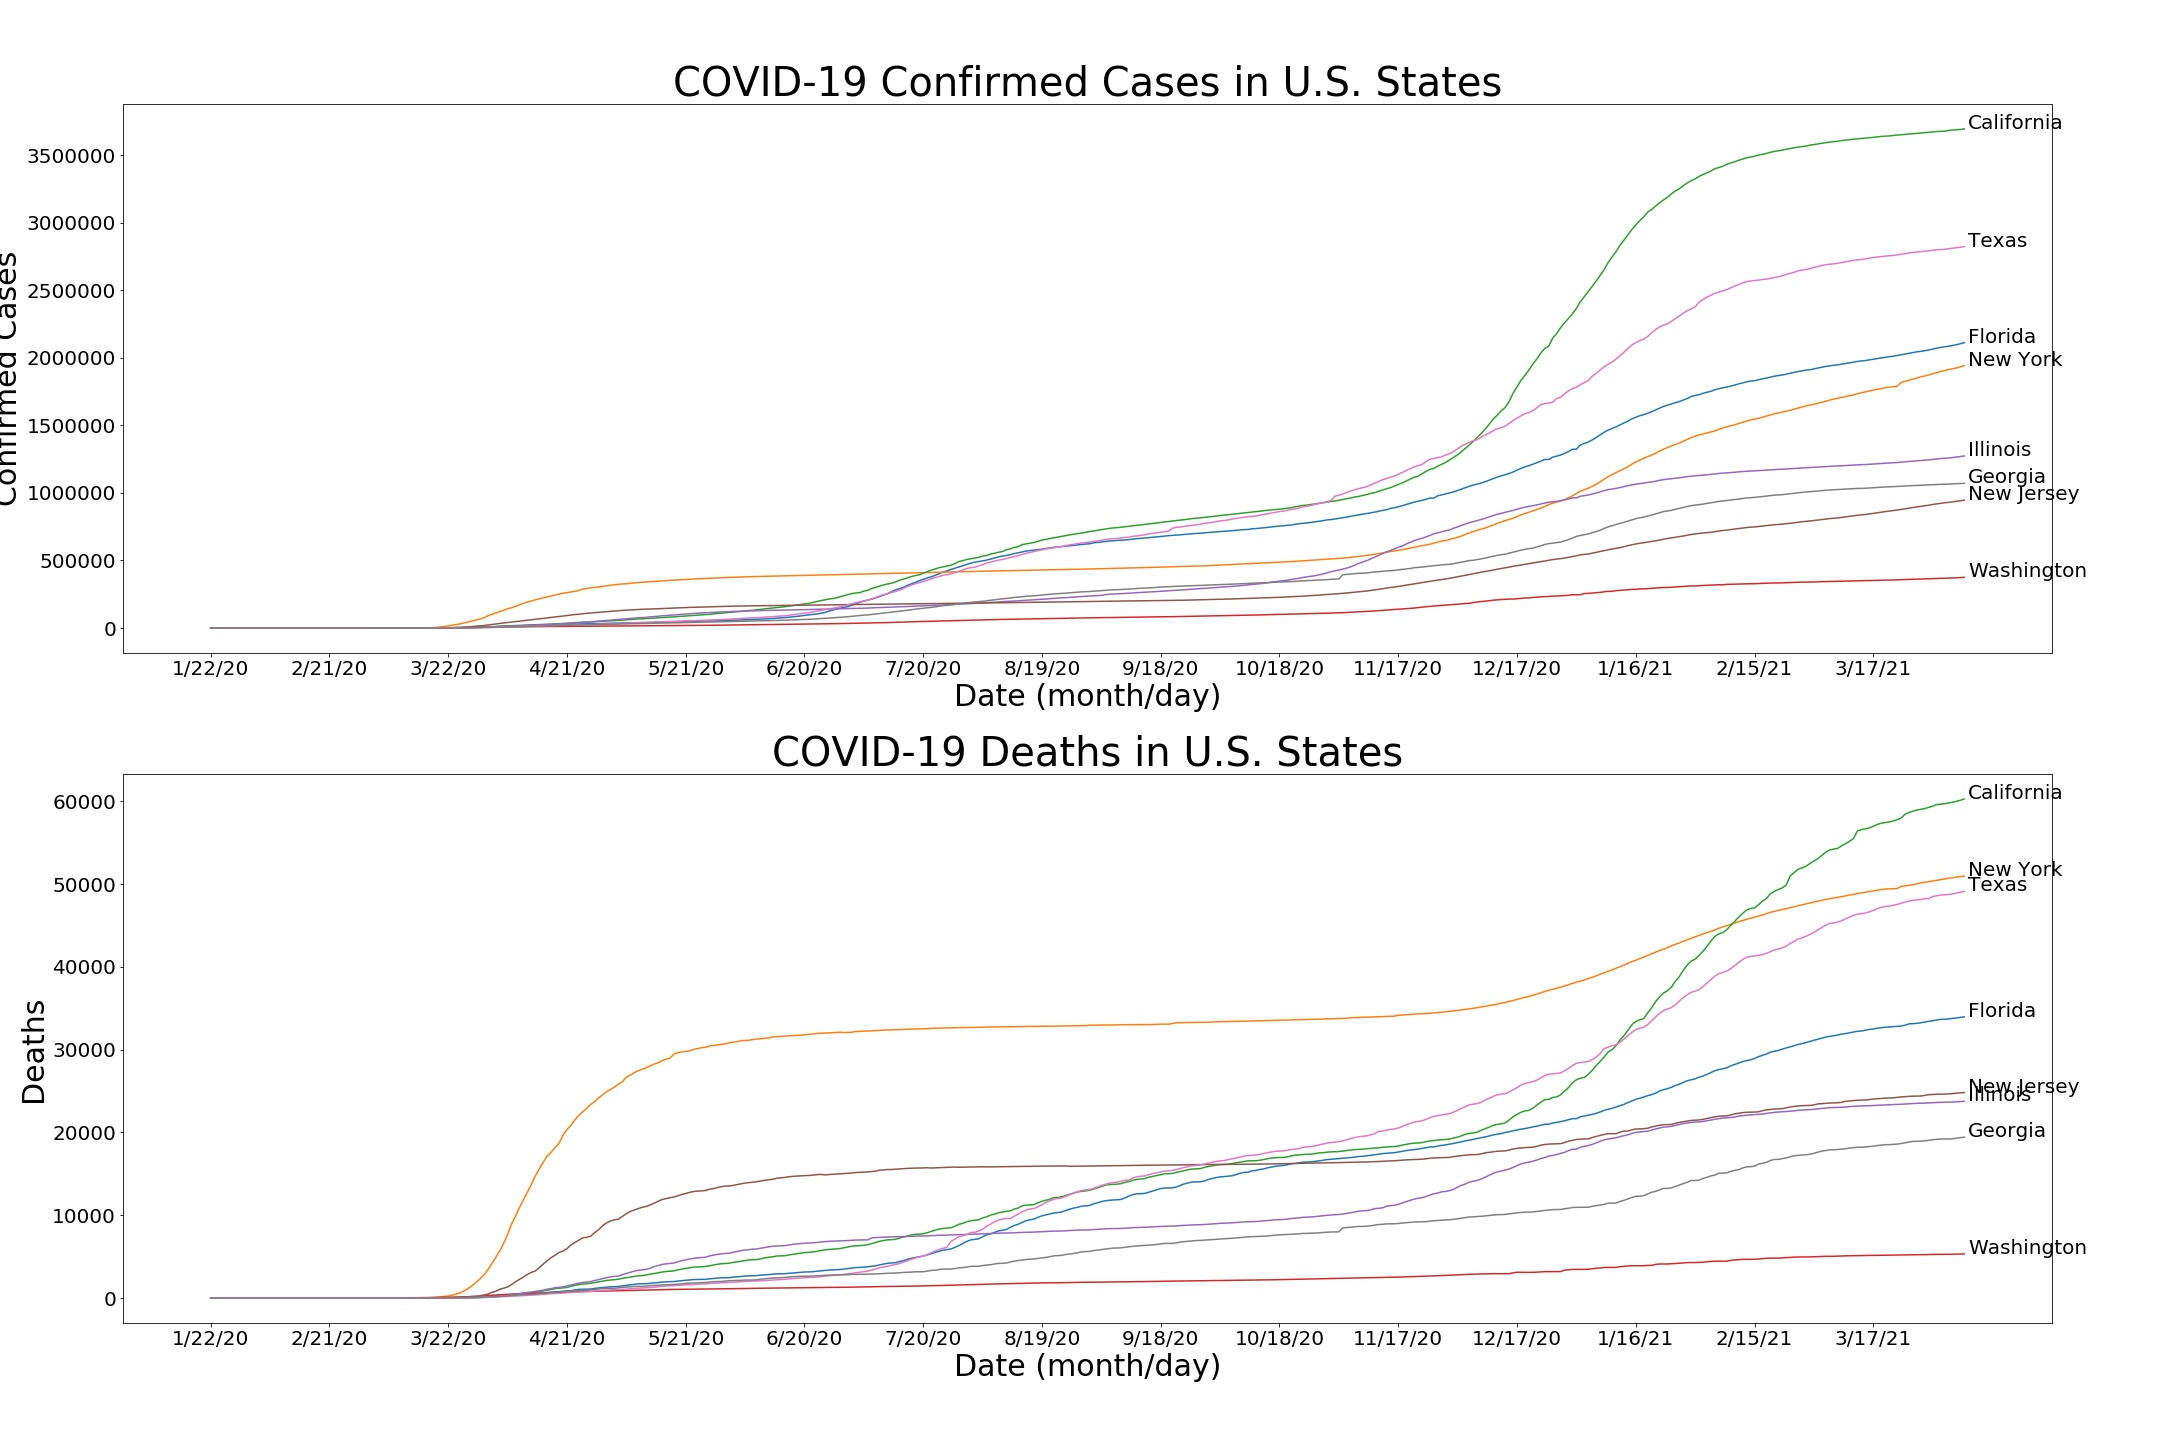 COVID-19 Confirmed Cases in U.S. States
Confirmed Cases
3500000
3000000
2500000
2000000
1500000
1000000
500000
0
California
Texas
Florida
New York
Illinois
Georgia
New Jersey
Washington
1/22/20 2/21/20 3/22/20 4/21/20 5/21/20 6/20/20 7/20/20 8/19/20 9/18/20 10/18/20 11/17/20 12/17/20 1/16/21 2/15/21 3/17/21
Date (month/day)
COVID-19 Deaths in U.S. States
Deaths
60000
50000
40000
30000
20000
10000
0
California
New York
Texas
Florida
New Jersey
Illinois
Georgia
Washington
1/22/20 2/21/20 3/22/20 4/21/20 5/21/20 6/20/20 7/20/20 8/19/20 9/18/20 10/18/20 11/17/20 12/17/20 1/16/21 2/15/21 3/17/21
Date (month/day)